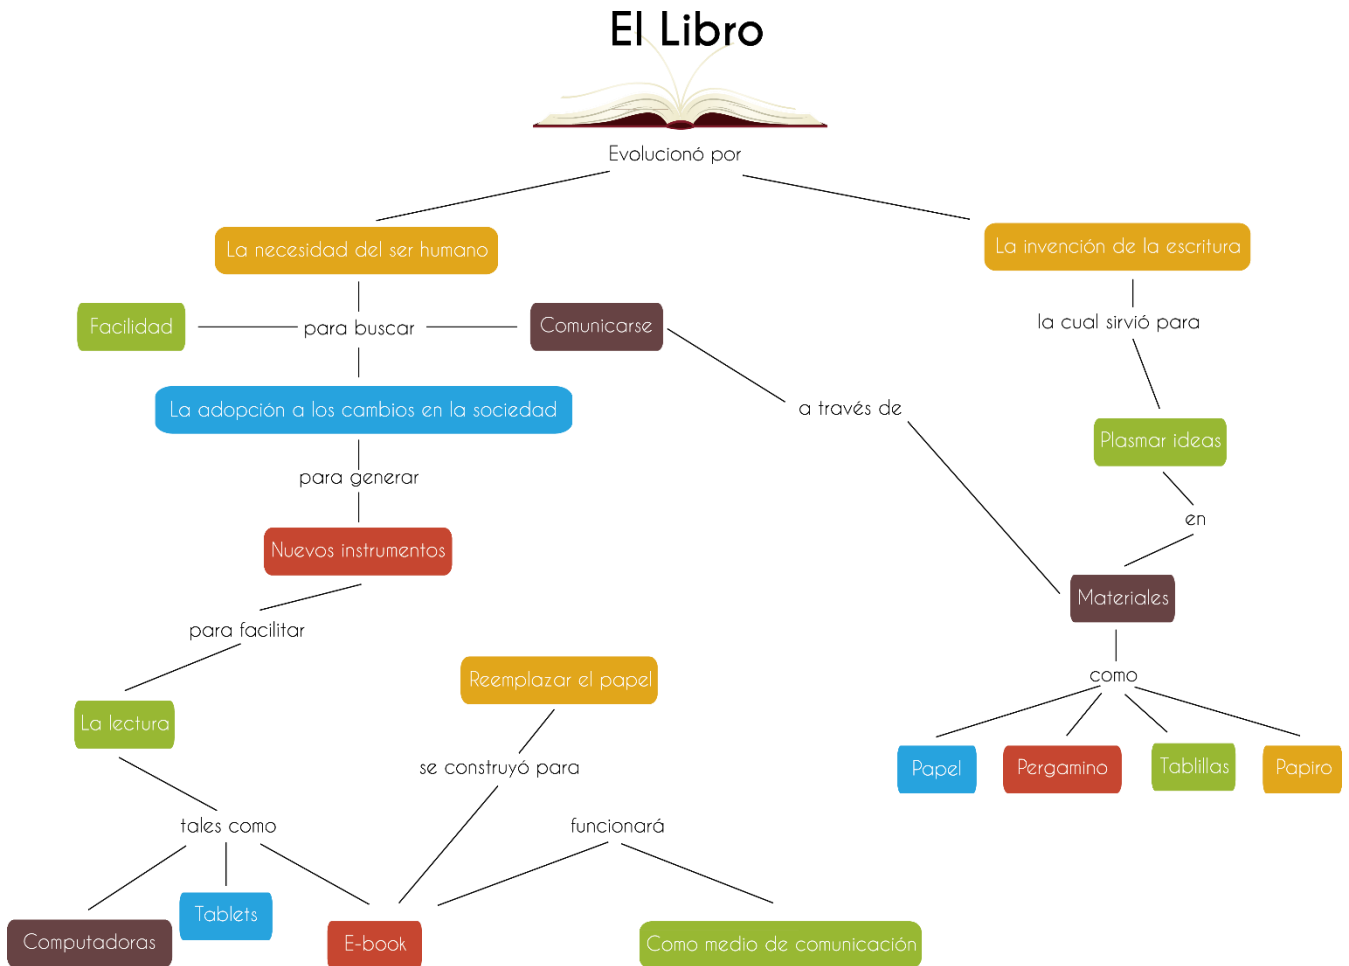 El Libro
Evolucionó por
La necesidad del ser humano
La invención de la escritura
Facilidad
para buscar
Comunicarse
la cual sirvió para
La adopción a los cambios en la sociedad
a través de
Plasmar ideas
para generar
en
Nuevos instrumentos
Materiales
para facilitar
Reemplazar el papel
como
La lectura
se construyó para
Papel
Pergamino
Tablillas
Papiro
tales como
funcionará
Computadoras
Tablets
E-book
Como medio de comunicación